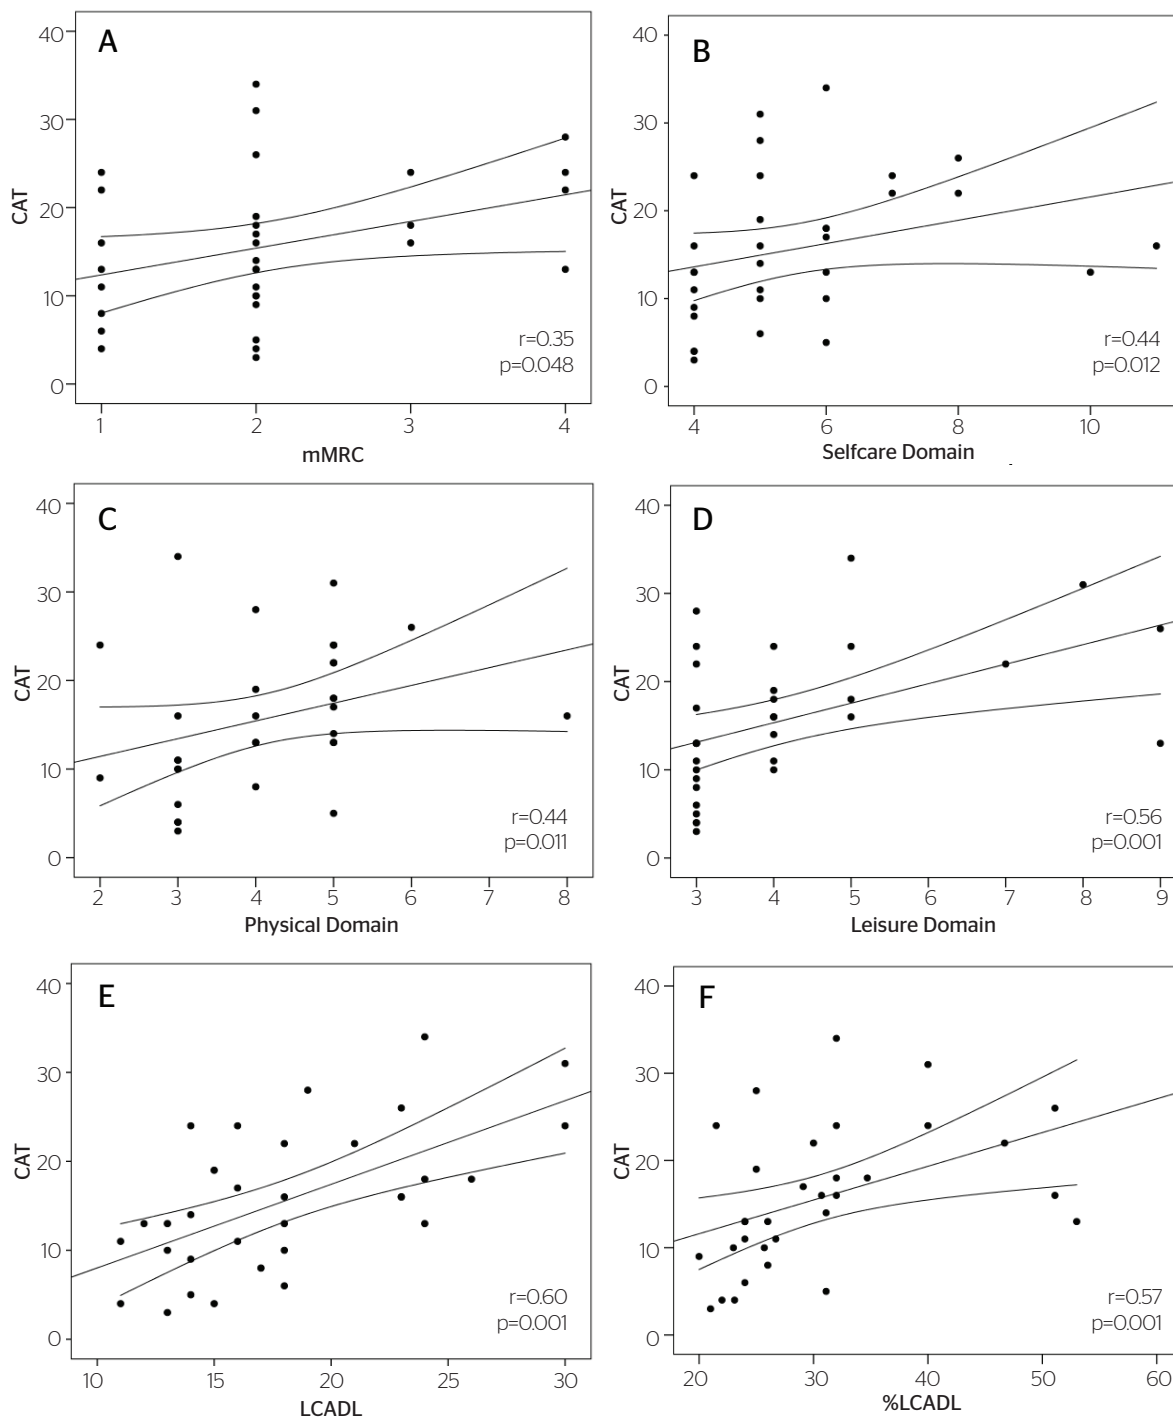 A
40
30
20
10
0
CAT
r=0.35
p=0.048
1 2 3 4
mMRC
B
40
30
20
10
0
CAT
r=0.44
p=0.012
4 6 8 10
Selfcare Domain
C
40
30
20
10
0
CAT
r=0.44
p=0.011
2 3 4 5 6 7 8
Physical Domain
D
40
30
20
10
0
CAT
r=0.56
p=0.001
3 4 5 6 7 8 9
Leisure Domain
E
40
30
20
10
0
CAT
r=0.60
p=0.001
10 15 20 25 30
LCADL
F
40
30
20
10
0
CAT
r=0.57
p=0.001
20 30 40 50 60
%LCADL